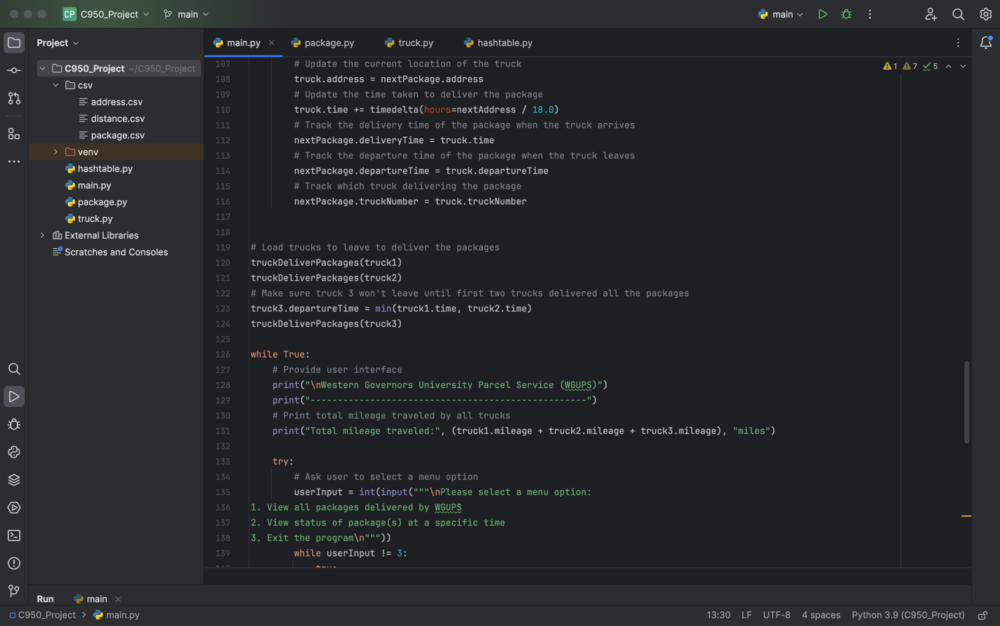 CP C950_Project main main
Project main.py package.py truck.py hashtable.py
C950_Project ~/C950_Project
csv
address.csv
distance.csv
package.csv
venv
hashtable.py
main.py
package.py
truck.py
External Libraries
Scratches and Consoles
1 7 5
107 # Update the current location of the truck
108 truck.address = nextPackage.address
109 # Update the time taken to deliver the package
110 truck.time += timedelta(hours=nextAddress / 18.0)
111 # Track the delivery time of the package when the truck arrives
112 nextPackage.deliveryTime = truck.time
113 # Track the departure time of the package when the truck leaves
114 nextPackage.departureTime = truck.departureTime
115 # Track which truck delivering the package
116 nextPackage.truckNumber = truck.truckNumber
117
118
119 # Load trucks to leave to deliver the packages
120 truckDeliverPackages(truck1)
121 truckDeliverPackages(truck2)
122 # Make sure truck 3 won't leave until first two trucks delivered all the packages
123 truck3.departureTime = min(truck1.time, truck2.time)
124 truckDeliverPackages(truck3)
125
126 while True:
127 # Provide user interface
128 print("\nWestern Governors University Parcel Service (WGUPS)")
129 print("---------------------------------------------------")
130 # Print total mileage traveled by all trucks
131 print("Total mileage traveled:", (truck1.mileage + truck2.mileage + truck3.mileage), "miles")
132
133 try:
134 # Ask user to select a menu option
135 userInput = int(input("""\nPlease select a menu option:
136 1. View all packages delivered by WGUPS
137 2. View status of package(s) at a specific time
138 3. Exit the program\n"""))
139 while userInput != 3:
Run main
C950_Project > main.py 13:30 LF UTF-8 4 spaces Python 3.9 (C950_Project)